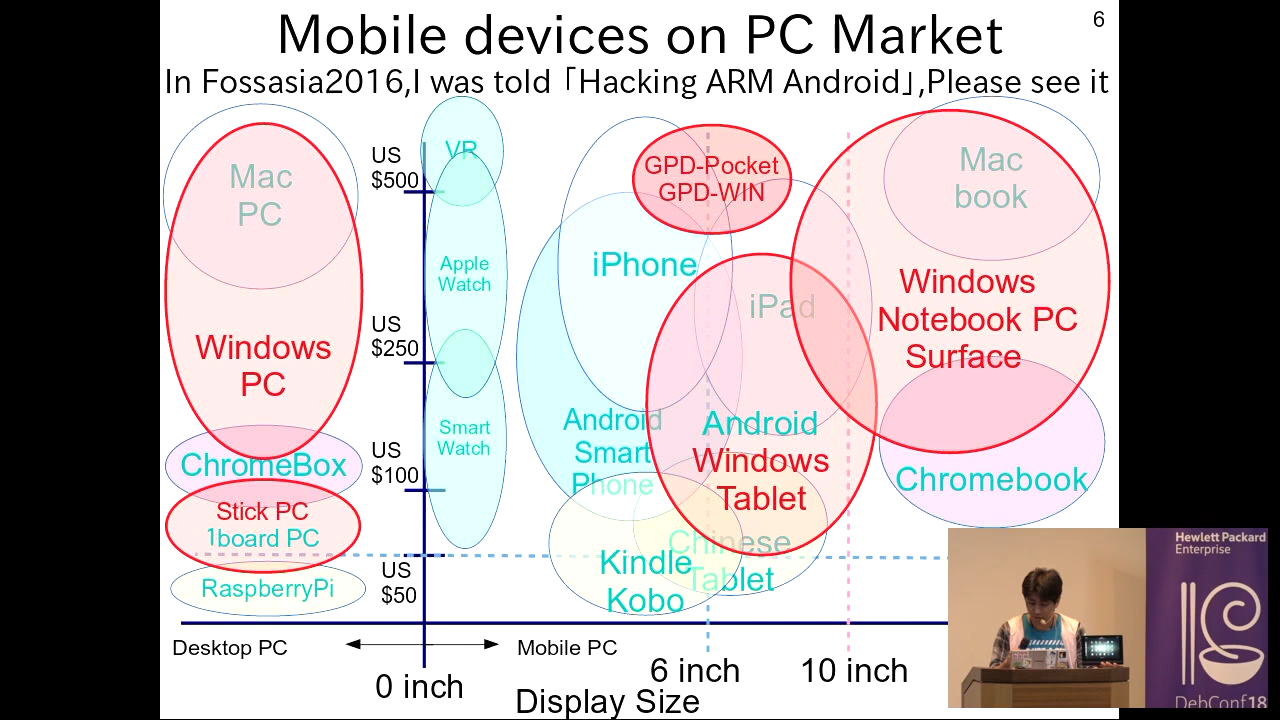 Mobile devices on PC Market
6
In Fossasia2016,I was told「Hacking ARM Android」,Please see it
Mac
PC
Windows
PC
ChromeBox
Stick PC
1board PC
RaspberryPi
US
$500
US
$250
US
$100
US
$50
VR
Apple
Watch
Smart
Watch
iPhone
Android
Smart
Phone
Kindle
Kobo
GPD-Pocket
GPD-WIN
iPad
Android
Windows
Tablet
Chinese
Tablet
Mac
book
Windows
Notebook PC
Surface
Chromebook
Desktop PC
Mobile PC
0 inch
6 inch
10 inch
Display Size
Hewlett Packard
Enterprise
DebConf18